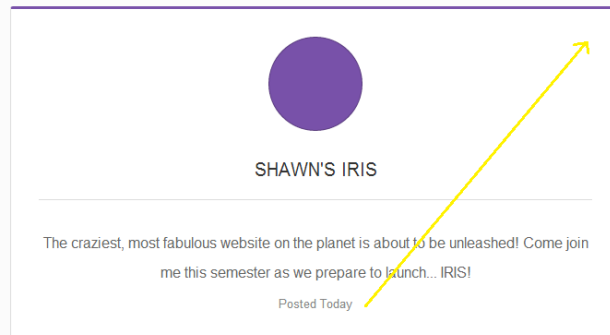 SHAWN'S IRIS
The craziest, most fabulous website on the planet is about to be unleashed! Come join
me this semester as we prepare to launch... IRIS!
Posted Today